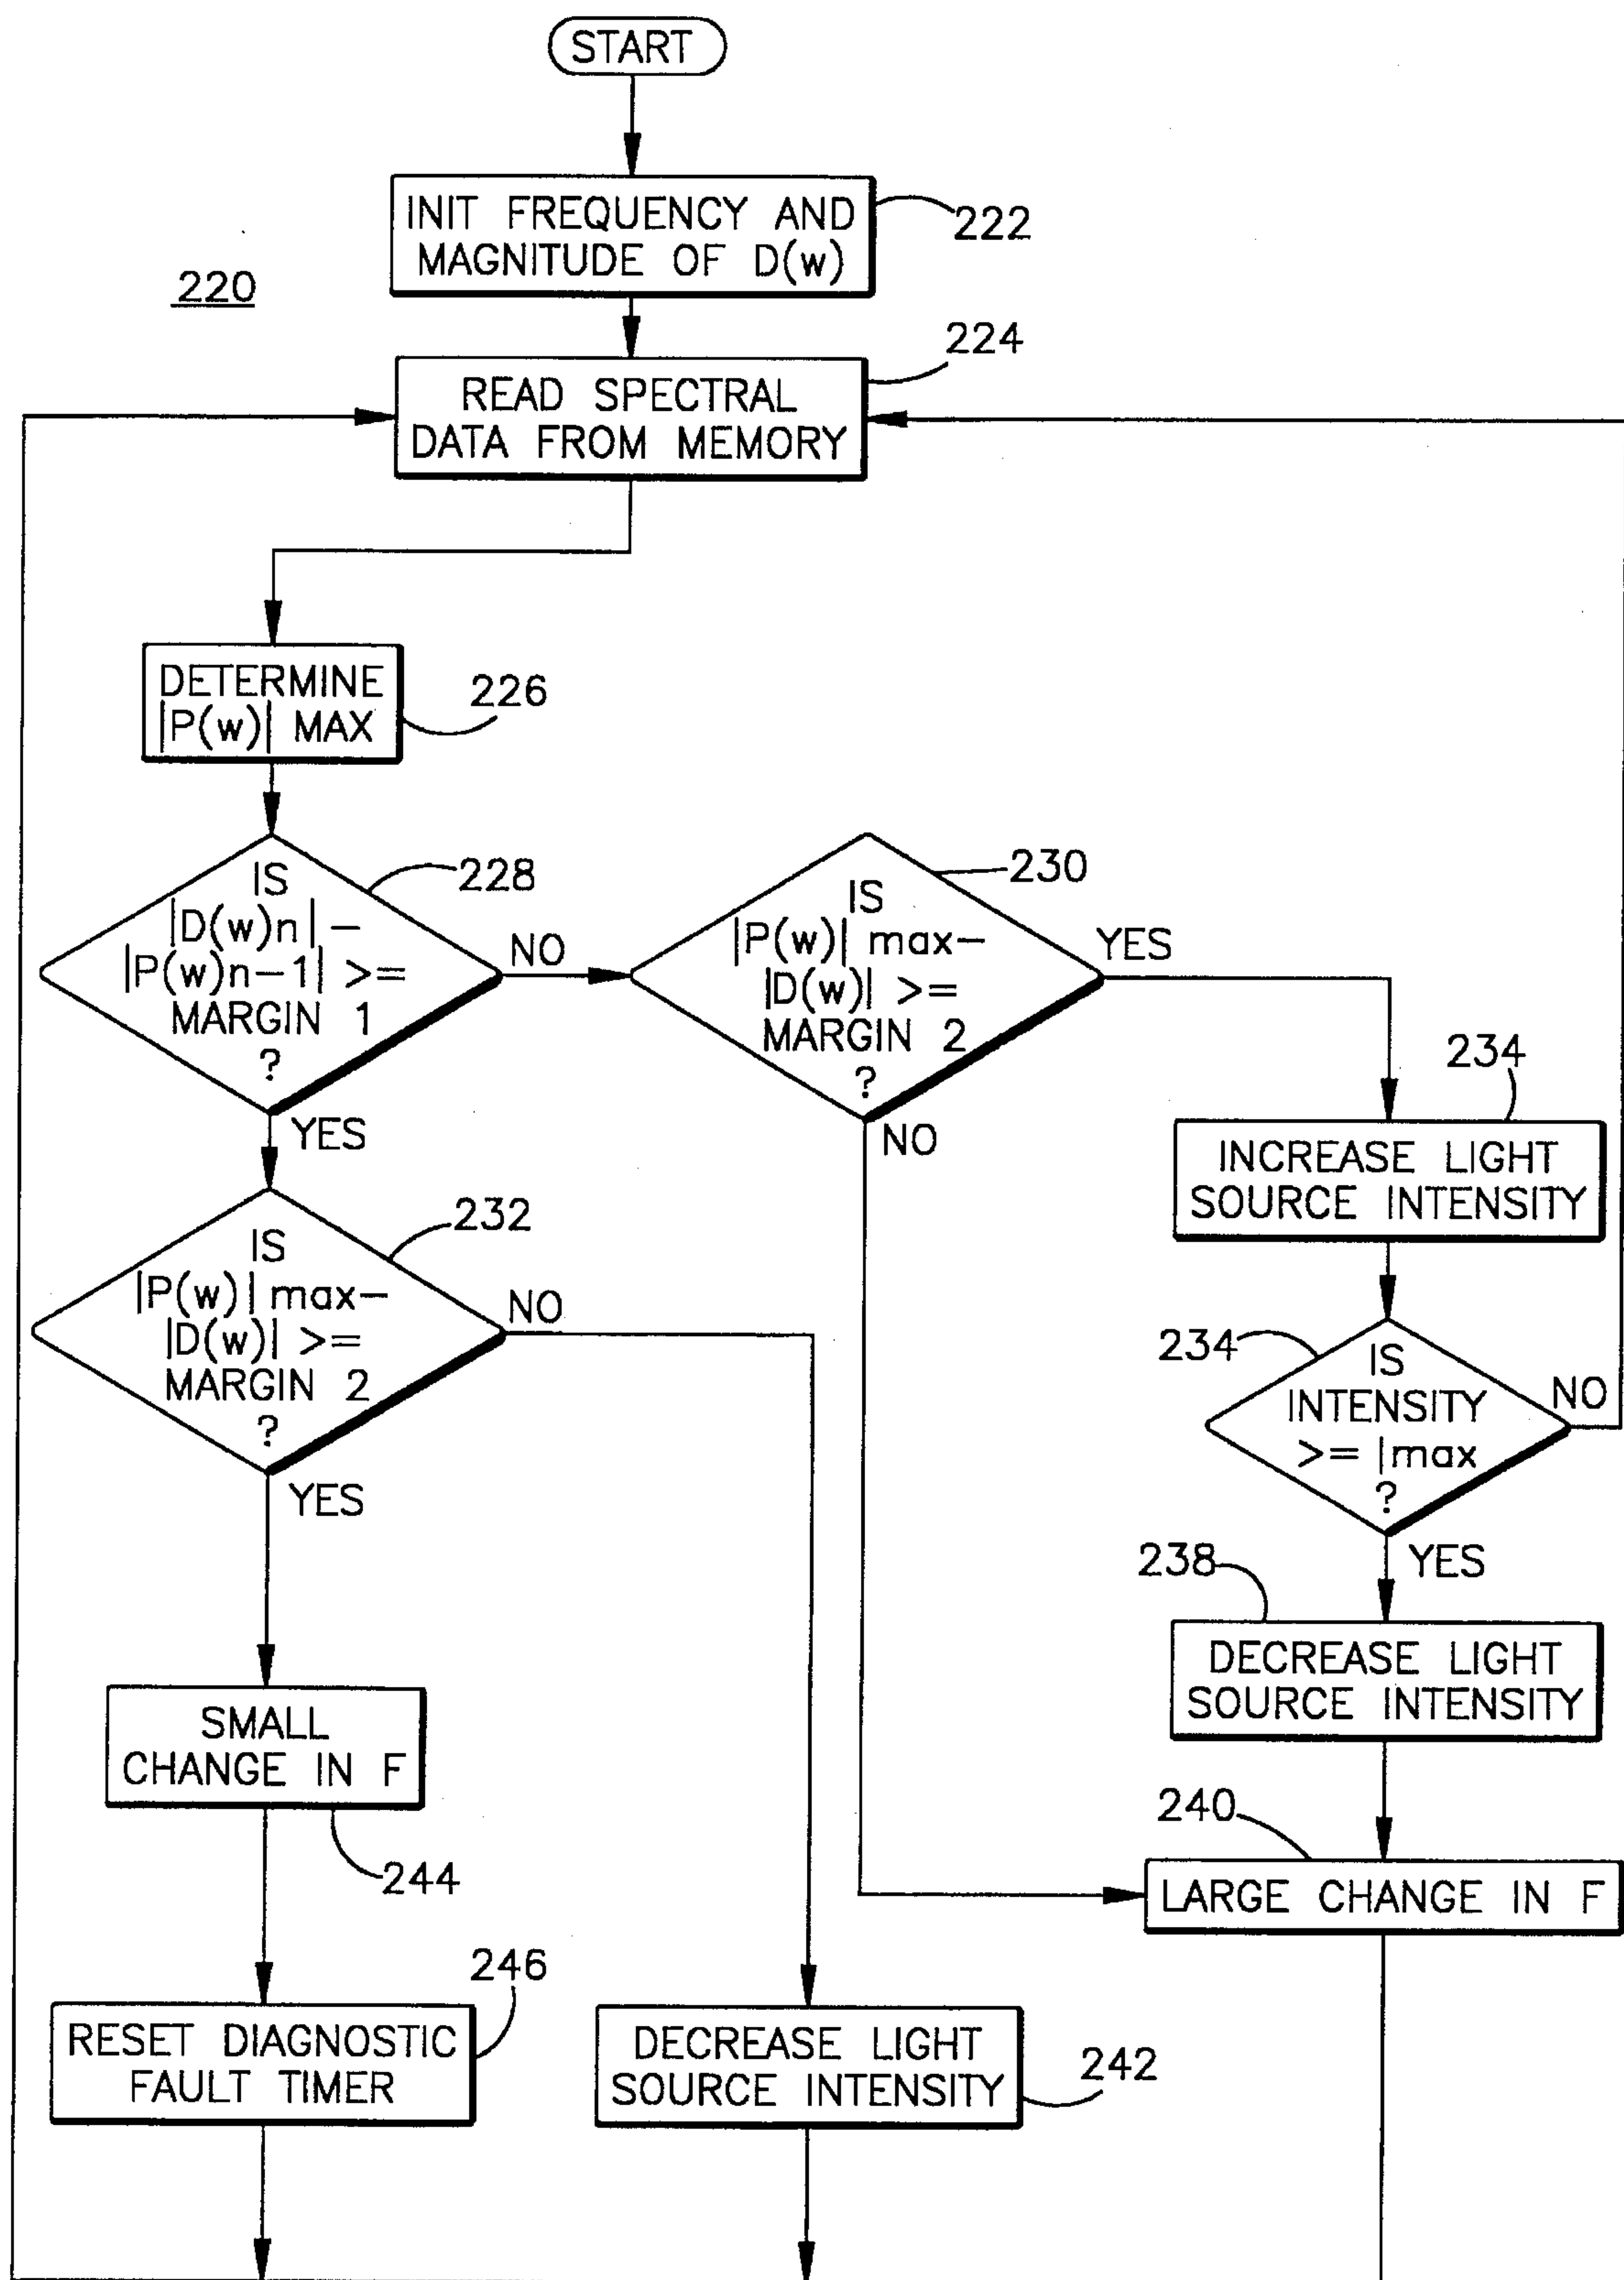 START
INIT FREQUENCY AND
MAGNITUDE OF D(w)
222
220
224
READ SPECTRAL
DATA FROM MEMORY
DETERMINE
|P(w)| MAX
226
IS
|D(w)n| –
|P(w)n–1| >=
MARGIN 1
?
228
NO
YES
IS
|P(w)| max–
|D(w)| >=
MARGIN 2
?
230
YES
NO
234
INCREASE LIGHT
SOURCE INTENSITY
232
IS
|P(w)| max–
|D(w)| >=
MARGIN 2
?
NO
YES
234
IS
INTENSITY
>= |max
?
NO
YES
238
DECREASE LIGHT
SOURCE INTENSITY
SMALL
CHANGE IN F
244
240
LARGE CHANGE IN F
246
RESET DIAGNOSTIC
FAULT TIMER
DECREASE LIGHT
SOURCE INTENSITY
242